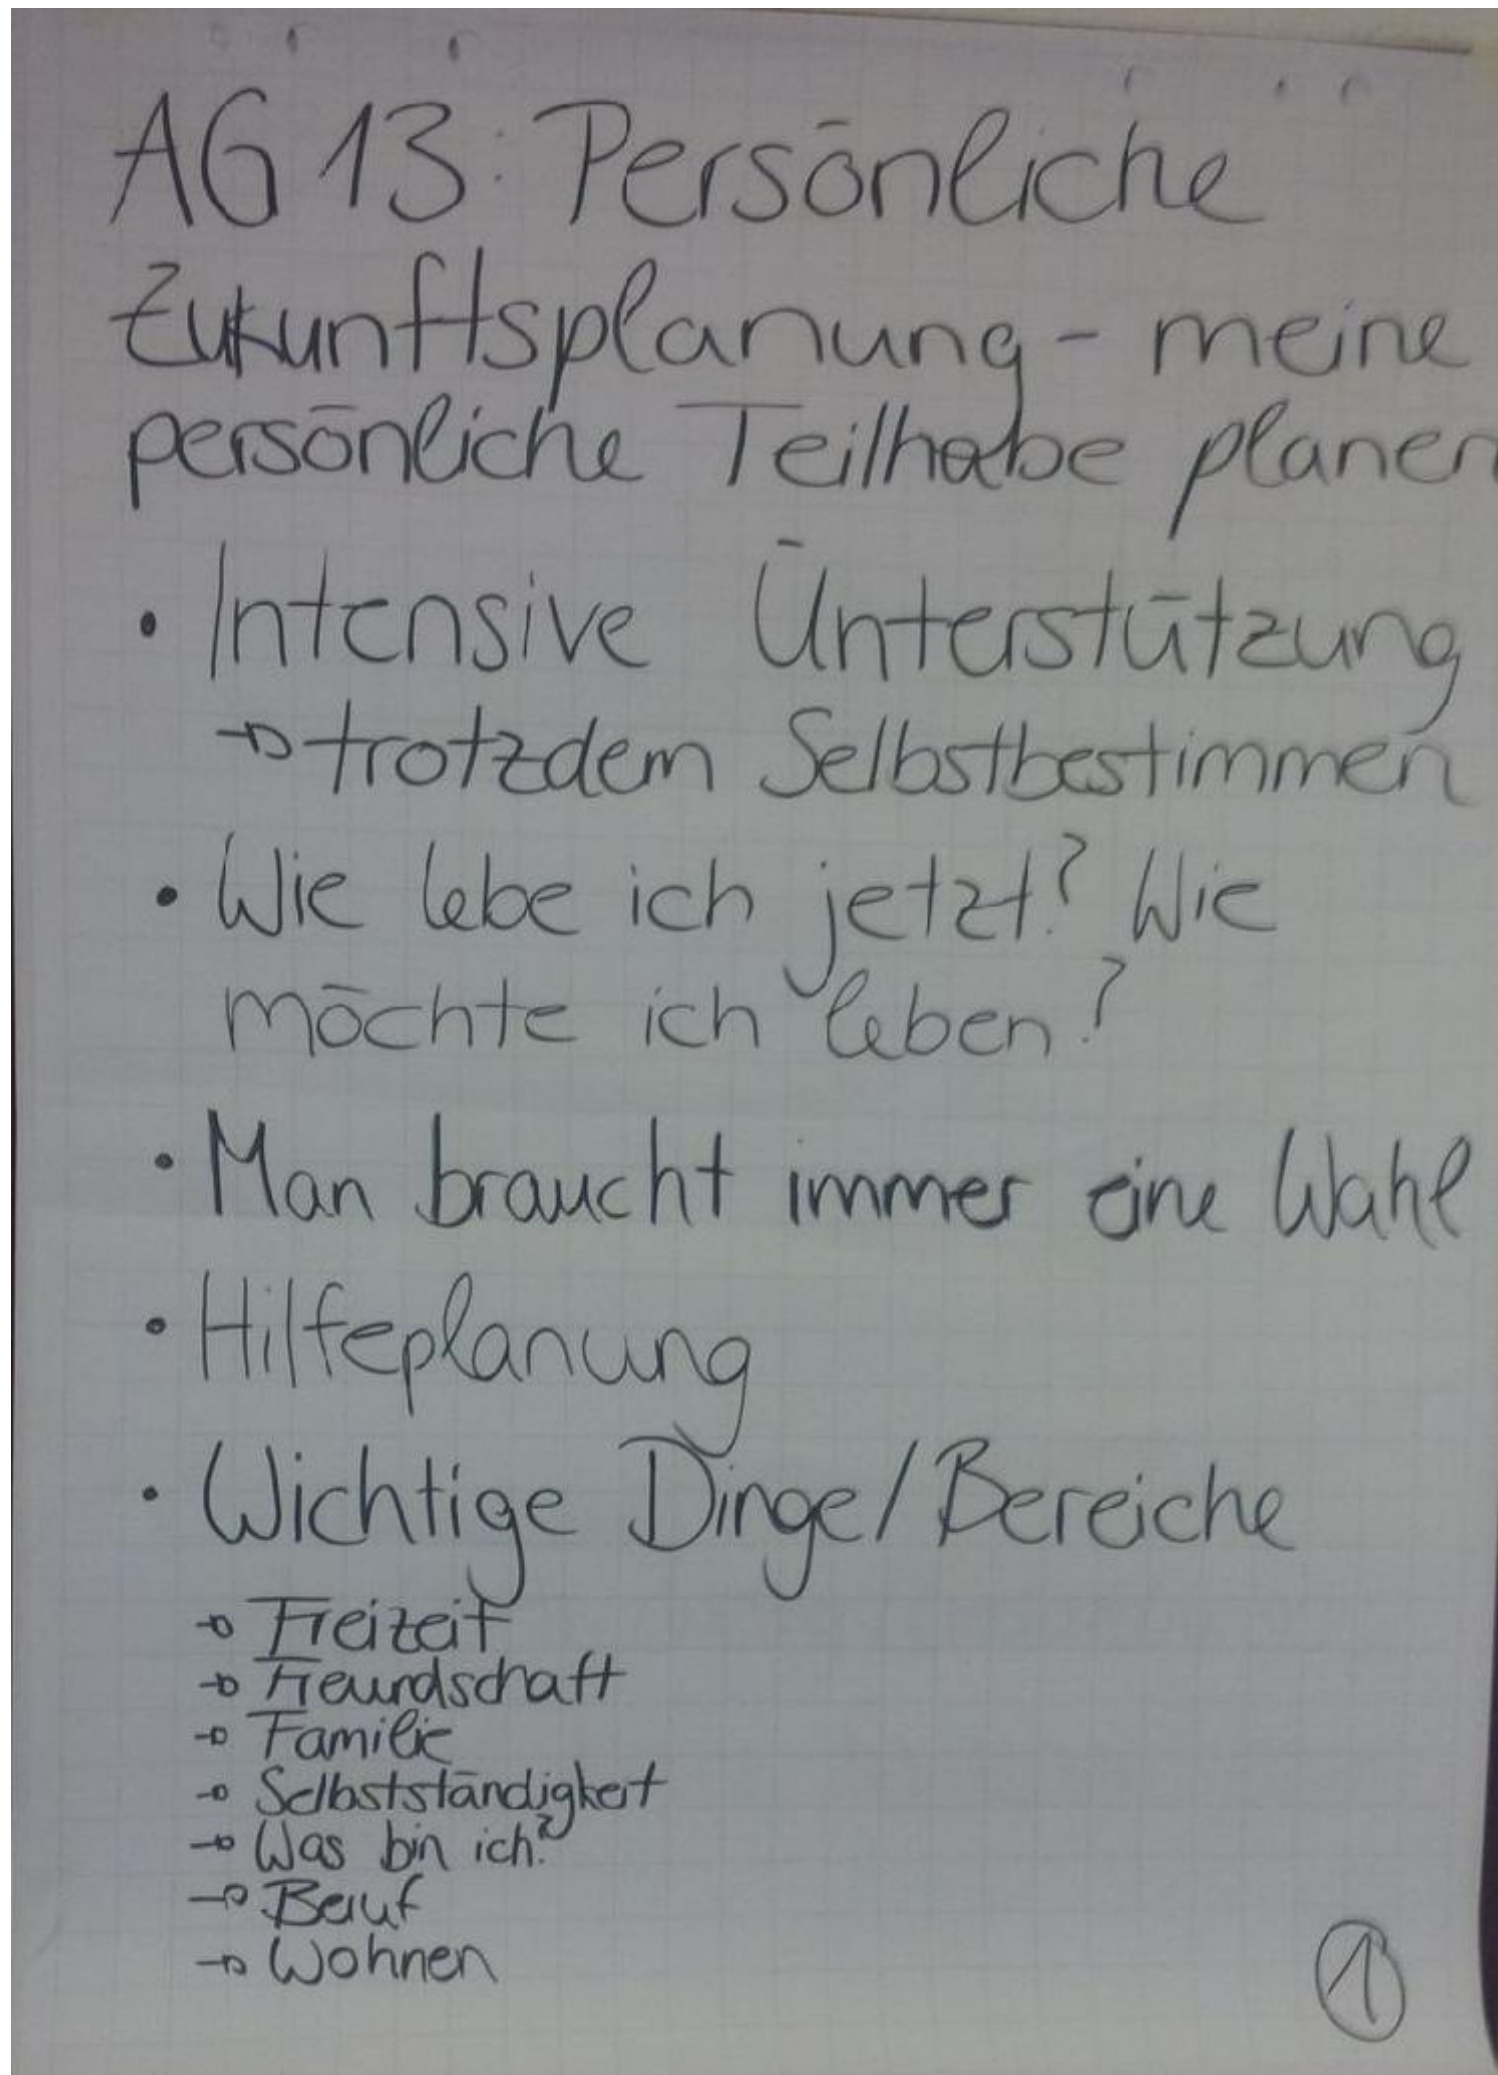 AG 13: Persönliche
Zukunftsplanung - meine
persönliche Teilhabe planen
• Intensive Unterstützung
→ trotzdem Selbstbestimmen
• Wie lebe ich jetzt? Wie
möchte ich leben?
• Man braucht immer eine Wahl
• Hilfeplanung
• Wichtige Dinge/Bereiche
→ Freizeit
→ Freundschaft
→ Familie
→ Selbstständigkeit
→ Was bin ich?
→ Beruf
→ Wohnen
1